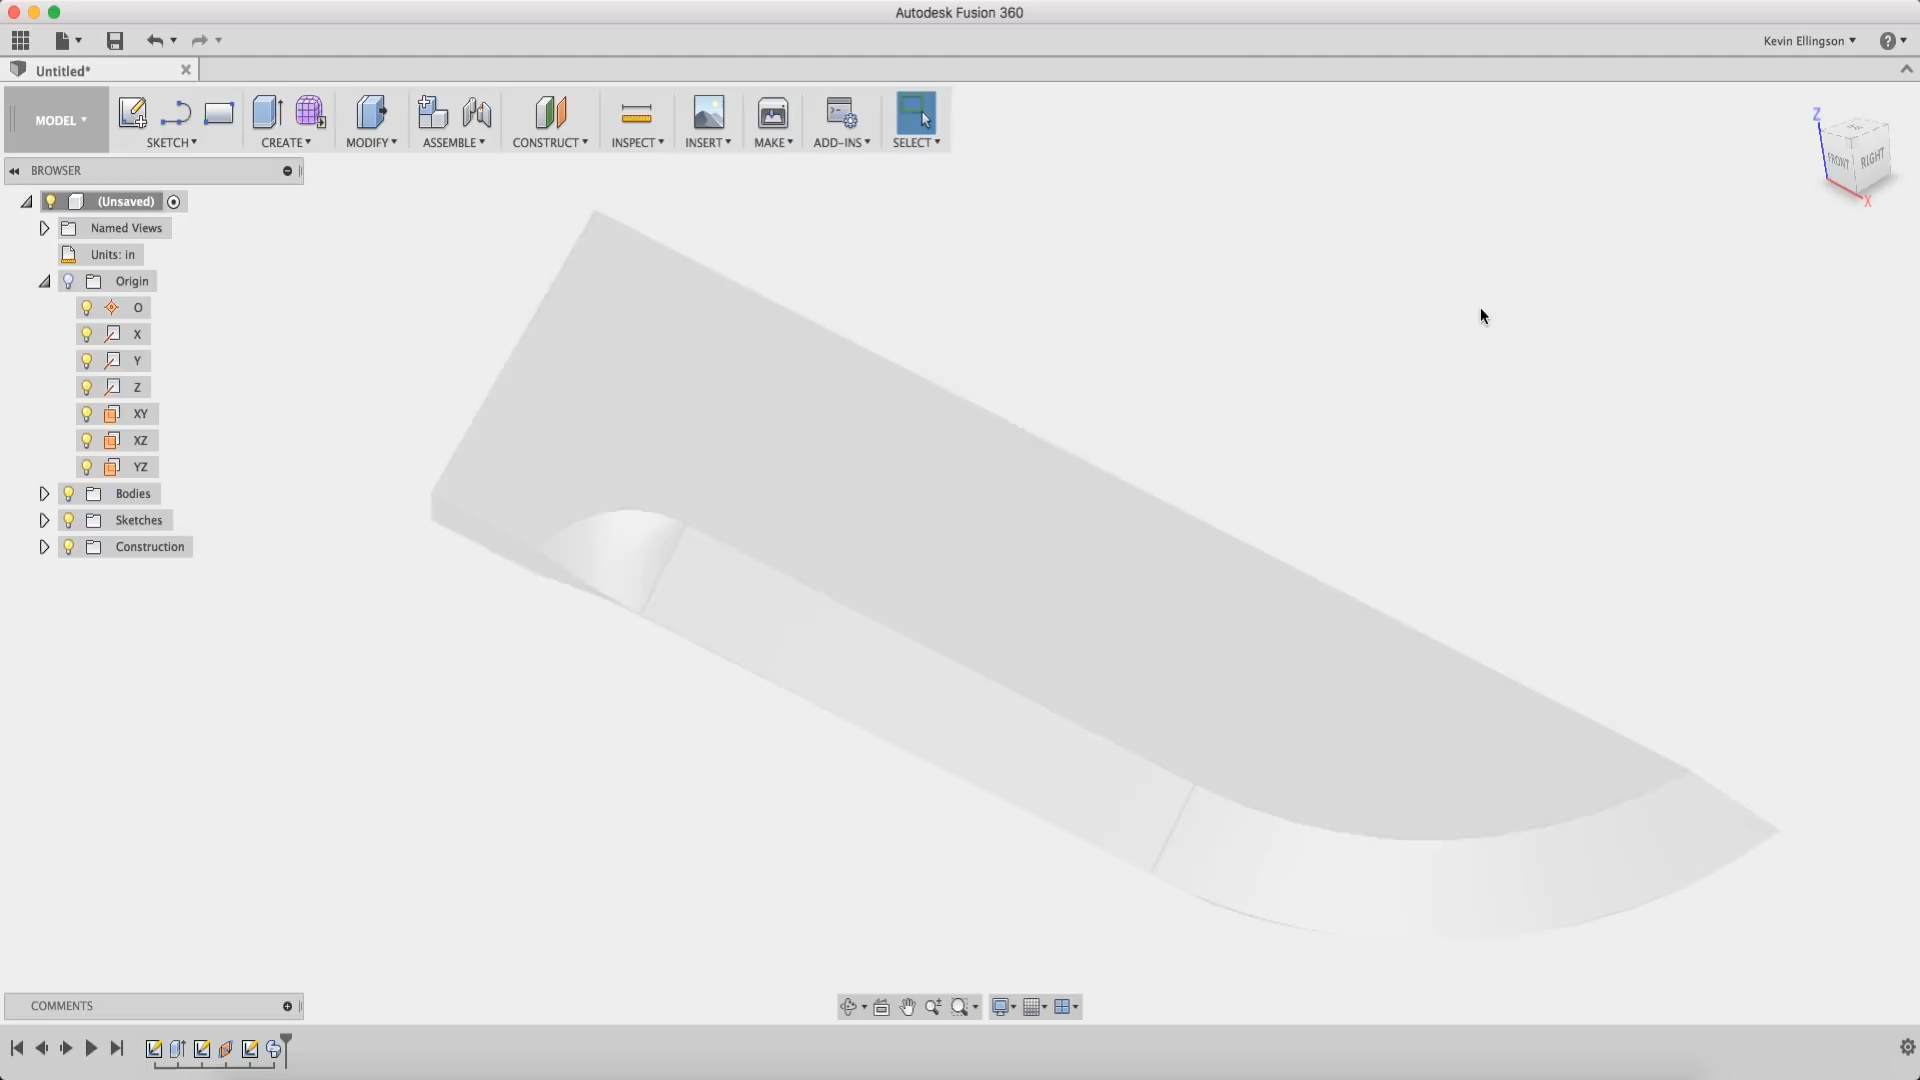 Autodesk Fusion 360
Kevin Ellingson
?
Untitled*
MODEL
SKETCH
CREATE
MODIFY
ASSEMBLE
CONSTRUCT
INSPECT
INSERT
MAKE
ADD-INS
SELECT
Z
FRONT
RIGHT
X
BROWSER
(Unsaved)
Named Views
Units: in
Origin
O
X
Y
Z
XY
XZ
YZ
Bodies
Sketches
Construction
COMMENTS